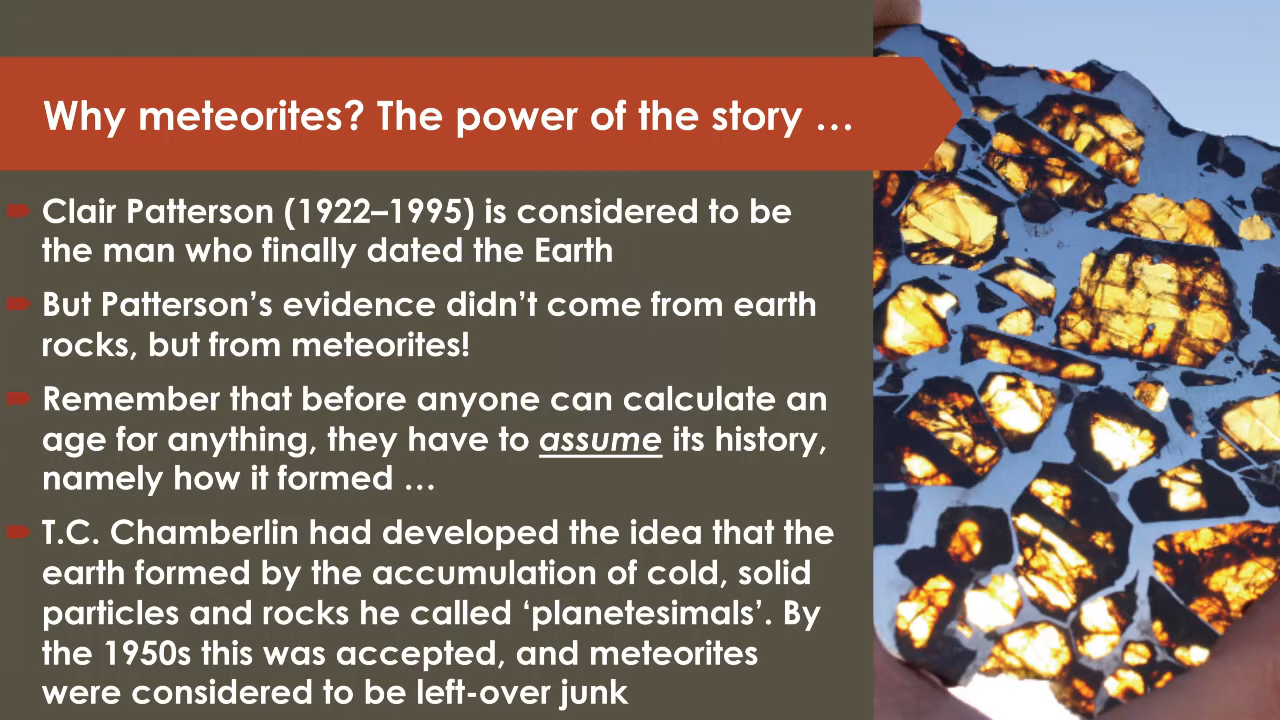 Why meteorites? The power of the story …
Clair Patterson (1922–1995) is considered to be
the man who finally dated the Earth
But Patterson’s evidence didn’t come from earth
rocks, but from meteorites!
Remember that before anyone can calculate an
age for anything, they have to assume its history,
namely how it formed …
T.C. Chamberlin had developed the idea that the
earth formed by the accumulation of cold, solid
particles and rocks he called ‘planetesimals’. By
the 1950s this was accepted, and meteorites
were considered to be left-over junk